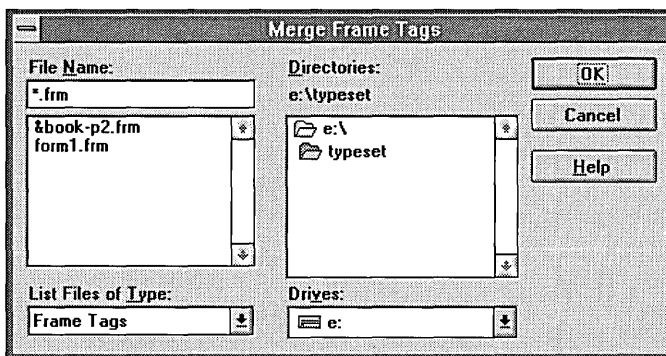 Merge Frame Tags
File Name:
*.frm
&book-p2.frm
form1.frm
List Files of Type:
Frame Tags
Directories:
e:\typeset
e:\
typeset
Drives:
e:
OK
Cancel
Help